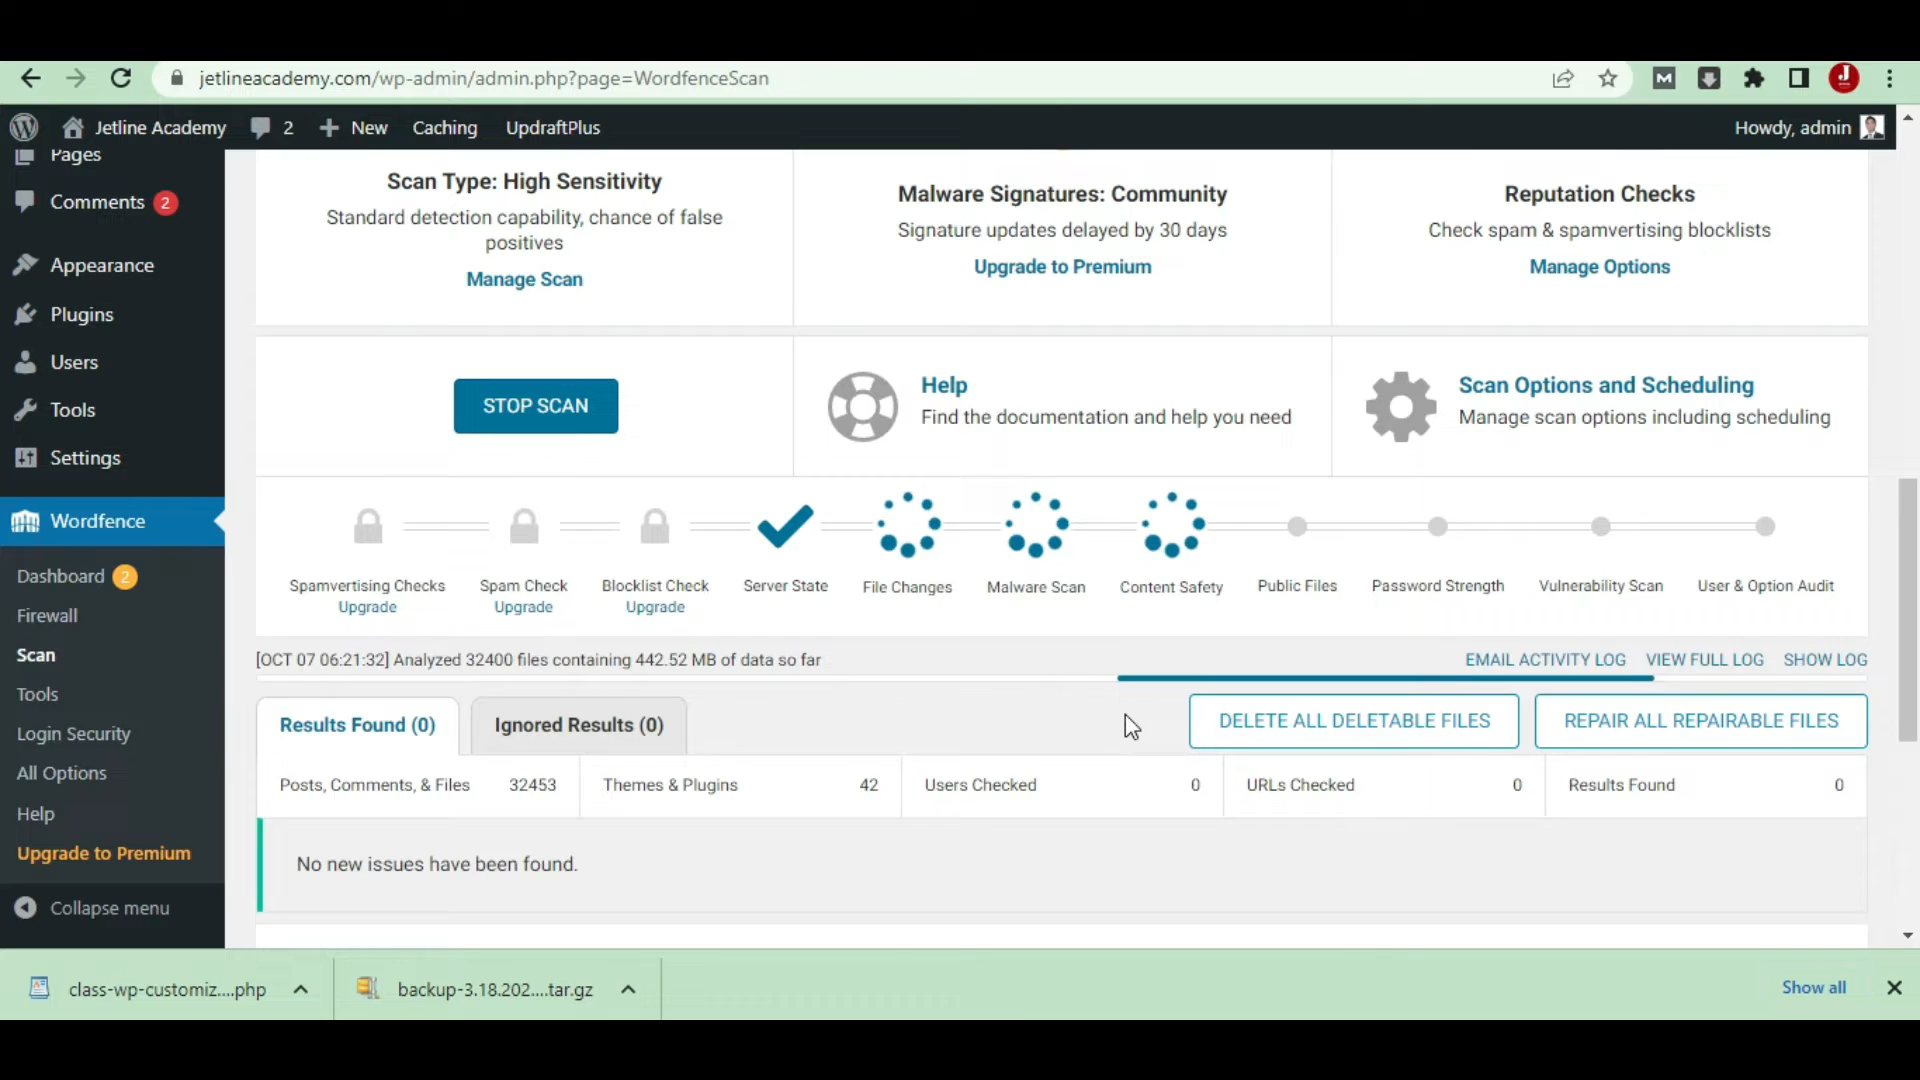 jetlineacademy.com/wp-admin/admin.php?page=WordfenceScan
Jetline Academy
2
New
Caching
UpdraftPlus
Howdy, admin
Pages
Comments 2
Appearance
Plugins
Users
Tools
Settings
Wordfence
Dashboard 2
Firewall
Scan
Tools
Login Security
All Options
Help
Upgrade to Premium
Collapse menu
Scan Type: High Sensitivity
Standard detection capability, chance of false
positives
Manage Scan
Malware Signatures: Community
Signature updates delayed by 30 days
Upgrade to Premium
Reputation Checks
Check spam & spamvertising blocklists
Manage Options
STOP SCAN
Help
Find the documentation and help you need
Scan Options and Scheduling
Manage scan options including scheduling
Spamvertising Checks
Upgrade
Spam Check
Upgrade
Blocklist Check
Upgrade
Server State
File Changes
Malware Scan
Content Safety
Public Files
Password Strength
Vulnerability Scan
User & Option Audit
[OCT 07 06:21:32] Analyzed 32400 files containing 442.52 MB of data so far
EMAIL ACTIVITY LOG
VIEW FULL LOG
SHOW LOG
Results Found (0)
Ignored Results (0)
DELETE ALL DELETABLE FILES
REPAIR ALL REPAIRABLE FILES
Posts, Comments, & Files 32453
Themes & Plugins 42
Users Checked 0
URLs Checked 0
Results Found 0
No new issues have been found.
class-wp-customiz....php
backup-3.18.202....tar.gz
Show all